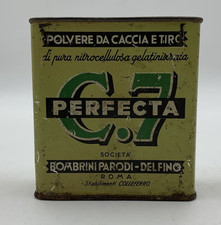 POLVERE DA CACCIA E TIRO
di pura nitrocellulosa gelatinizzata
C.7
PERFECTA
SOCIETÀ
BOMBRINI PARODI-DELFINO
ROMA
Stabilimenti COLLEFERRO